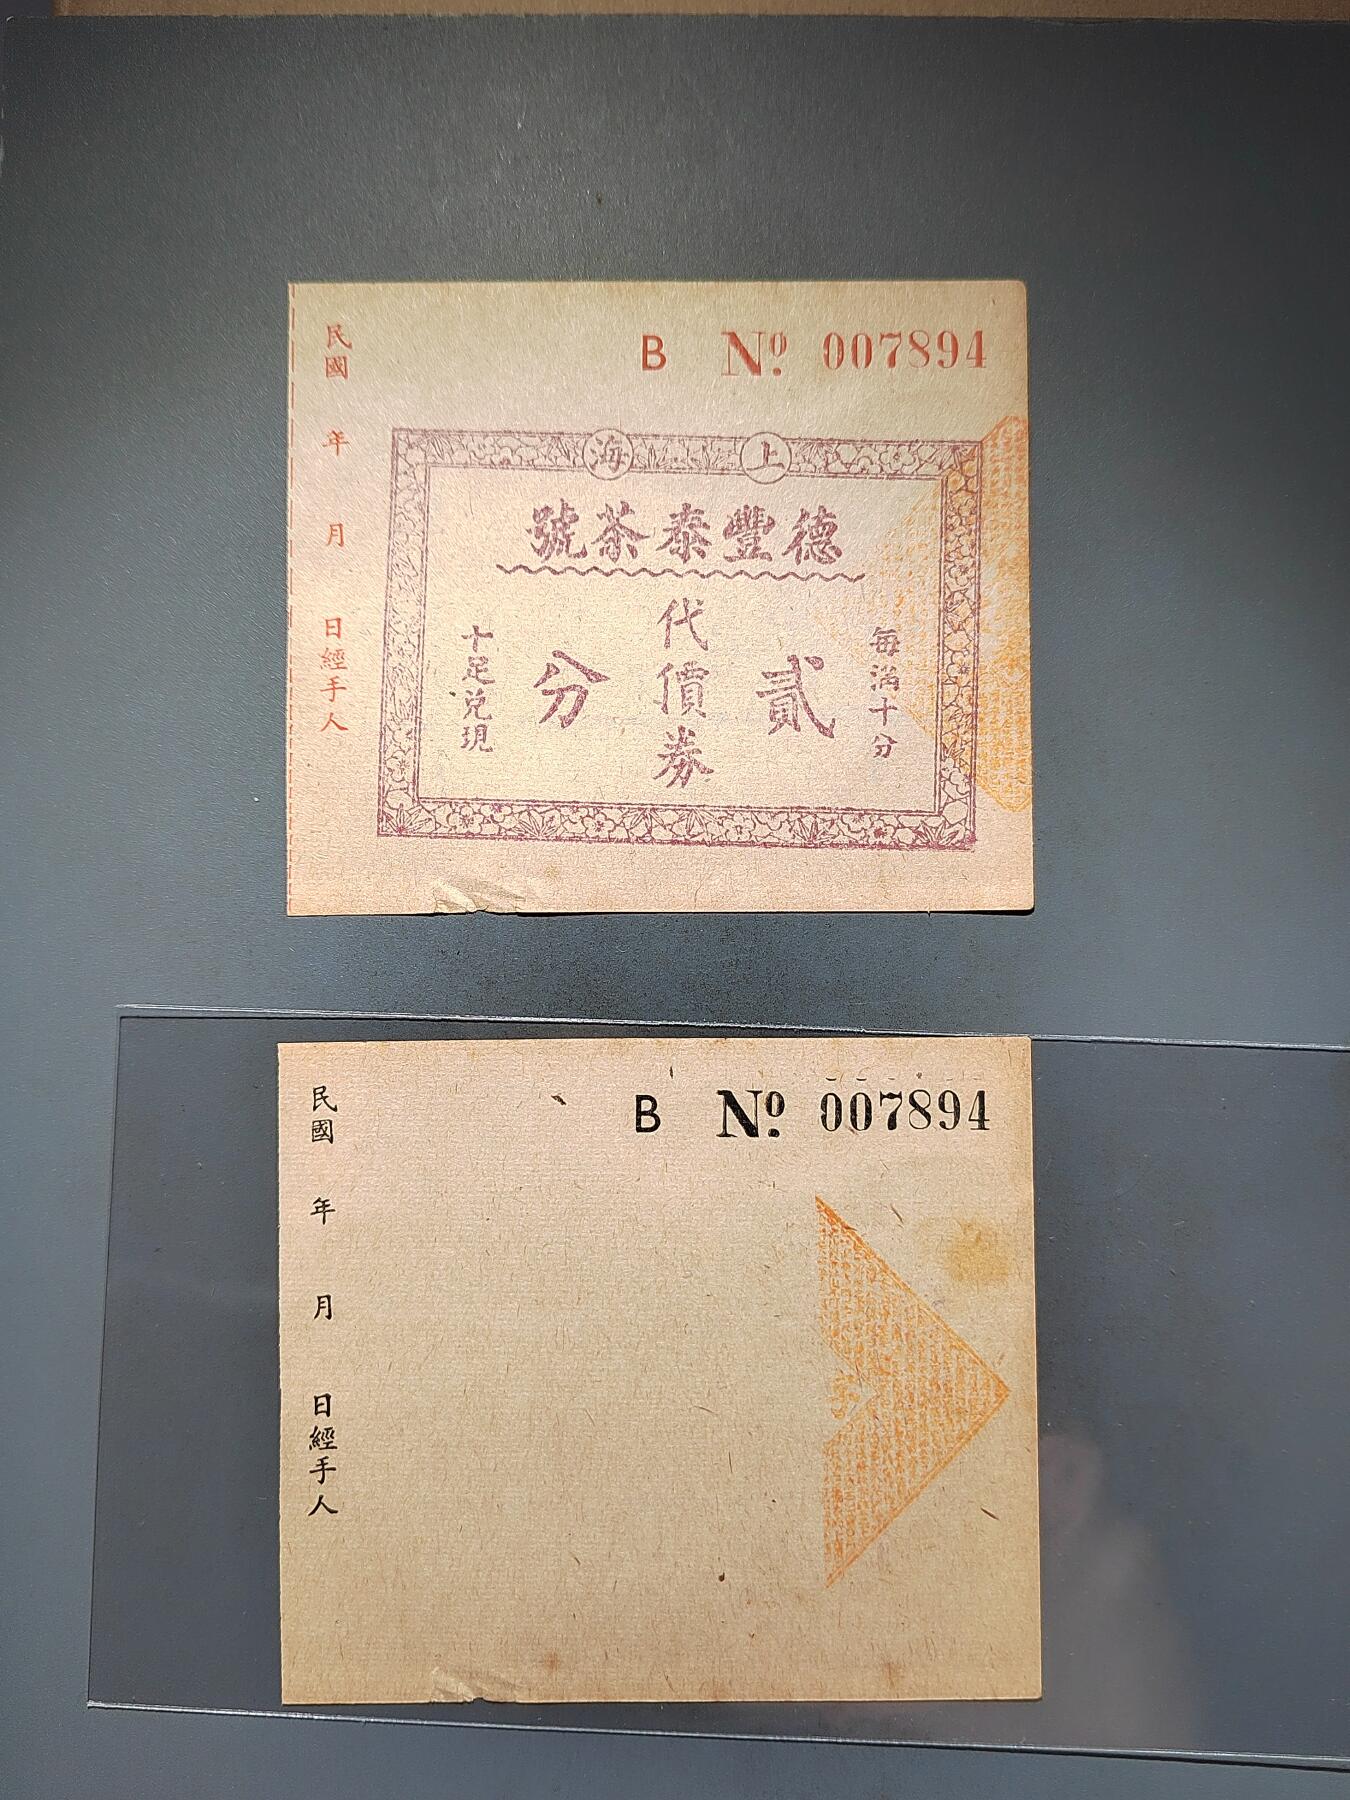 B Nº 007894
民國 年 月 日經手人
上海
德豐泰茶號
每滿十分
貳分
代價券
十足兌現
B Nº 007894
民國 年 月 日經手人